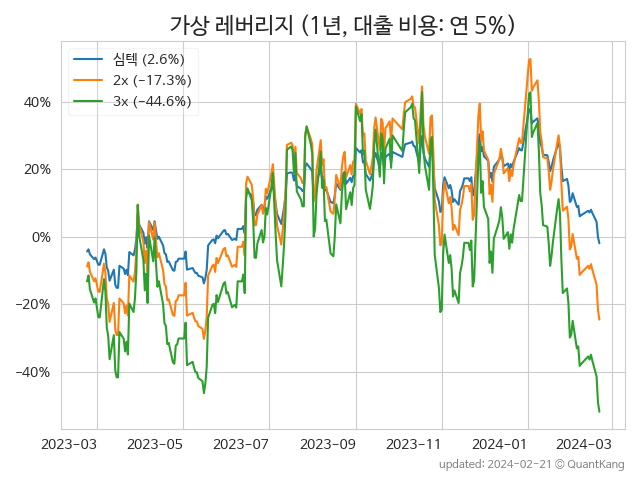 가상 레버리지 (1년, 대출 비용: 연 5%)
심텍 (2.6%)
2x (−17.3%)
3x (−44.6%)
40%
20%
0%
−20%
−40%
2023-03 2023-05 2023-07 2023-09 2023-11 2024-01 2024-03
updated: 2024-02-21 © QuantKang